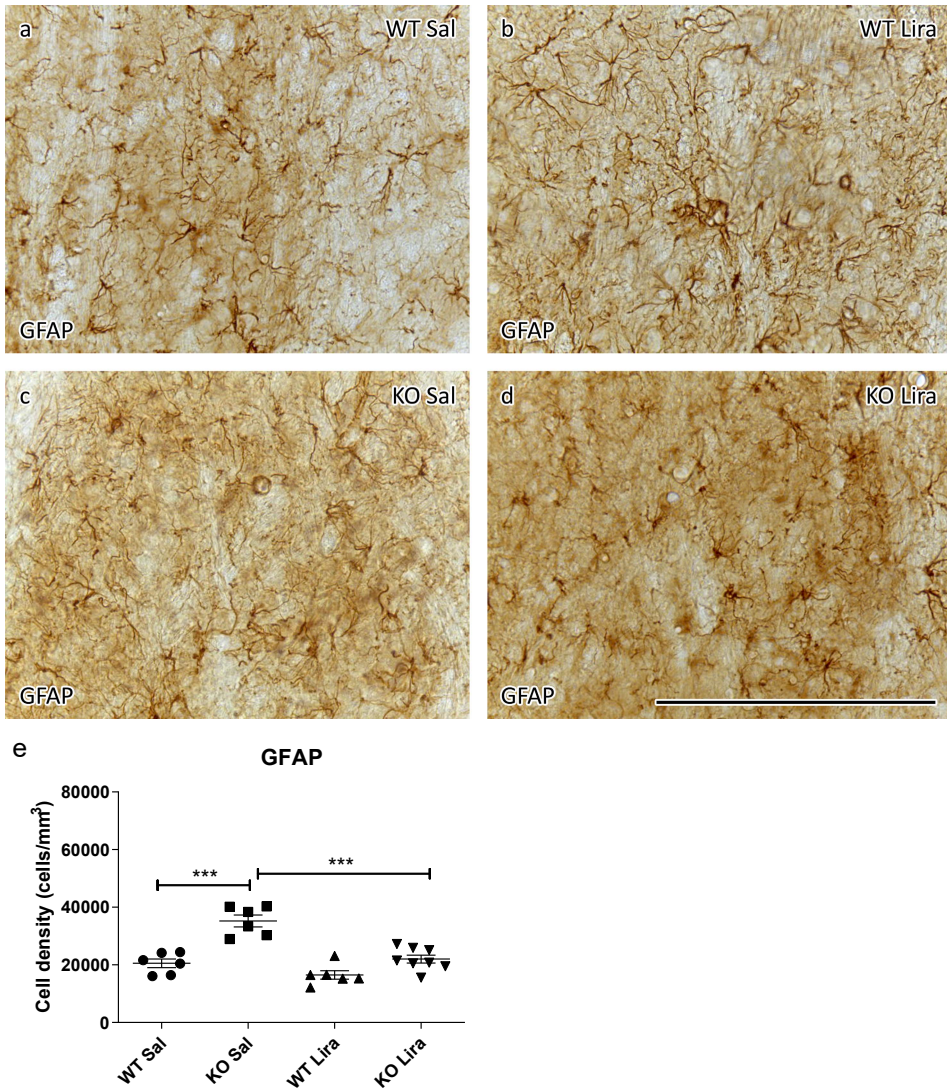 a
WT Sal
GFAP
b
WT Lira
GFAP
c
KO Sal
GFAP
d
KO Lira
GFAP
e
GFAP
Cell density (cells/mm³)
80000
60000
40000
20000
0
***
***
WT Sal
KO Sal
WT Lira
KO Lira